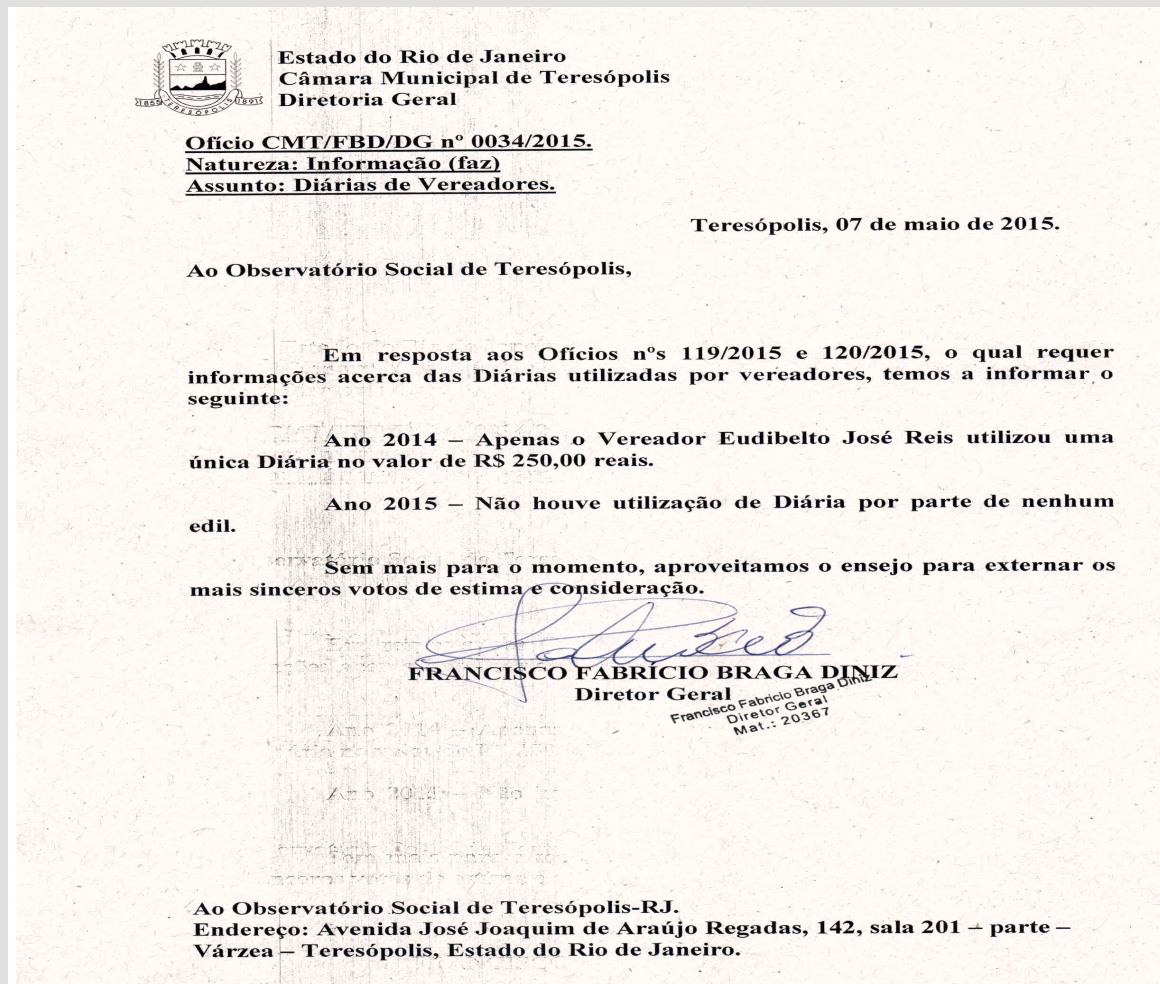 Estado do Rio de Janeiro
Câmara Municipal de Teresópolis
Diretoria Geral
1855 TERESÓPOLIS 1891
Ofício CMT/FBD/DG nº 0034/2015.
Natureza: Informação (faz)
Assunto: Diárias de Vereadores.
Teresópolis, 07 de maio de 2015.
Ao Observatório Social de Teresópolis,
Em resposta aos Ofícios nºs 119/2015 e 120/2015, o qual requer
informações acerca das Diárias utilizadas por vereadores, temos a informar o
seguinte:
Ano 2014 – Apenas o Vereador Eudibelto José Reis utilizou uma
única Diária no valor de R$ 250,00 reais.
Ano 2015 – Não houve utilização de Diária por parte de nenhum
edil.
Sem mais para o momento, aproveitamos o ensejo para externar os
mais sinceros votos de estima e consideração.
FRANCISCO FABRÍCIO BRAGA DINIZ
Diretor Geral
Francisco Fabricio Braga Diniz
Diretor Geral
Mat.: 20367
Ao Observatório Social de Teresópolis-RJ.
Endereço: Avenida José Joaquim de Araújo Regadas, 142, sala 201 – parte –
Várzea – Teresópolis, Estado do Rio de Janeiro.